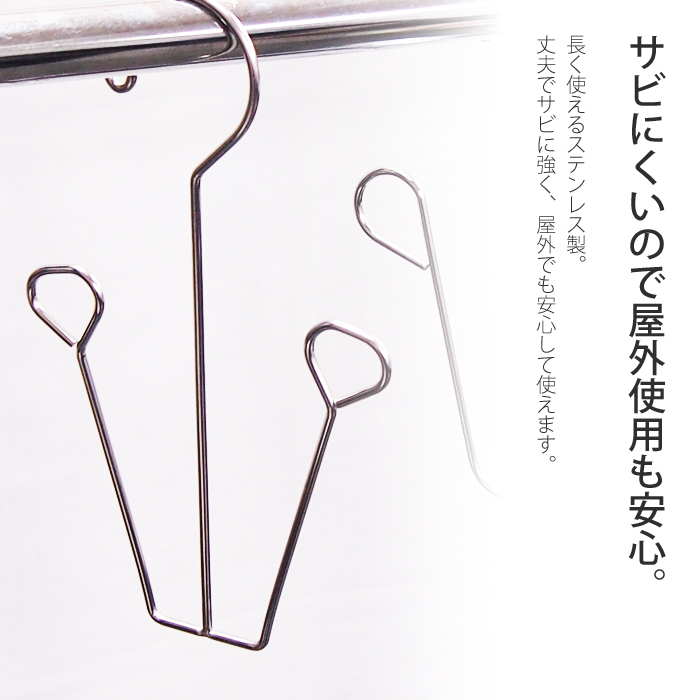 サビにくいので屋外使用も安心。
長く使えるステンレス製。
丈夫でサビに強く、屋外でも安心して使えます。